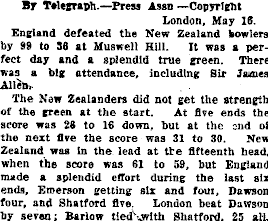 By Telegraph.—Press Assn —Copyright
London, May 16.
England defeated the New Zealand bowlers
by 99 to 86 at Muswell Hill. It was a per-
fect day and a splendid true green. There
was a big attendance, including Sir James
Allen.
The New Zealanders did not get the strength
of the green at the start. At five ends the
score was 28 to 16 down, but at the end of
the next five the score was 31 to 30. New
Zealand was in the lead at the fifteenth head,
when the score was 61 to 59, but England
made a splendid effort during the last six
ends, Emerson getting six and four, Dawson
four, and Shatford five. London beat Dawson
by seven; Barlow tied with Shatford, 25 all